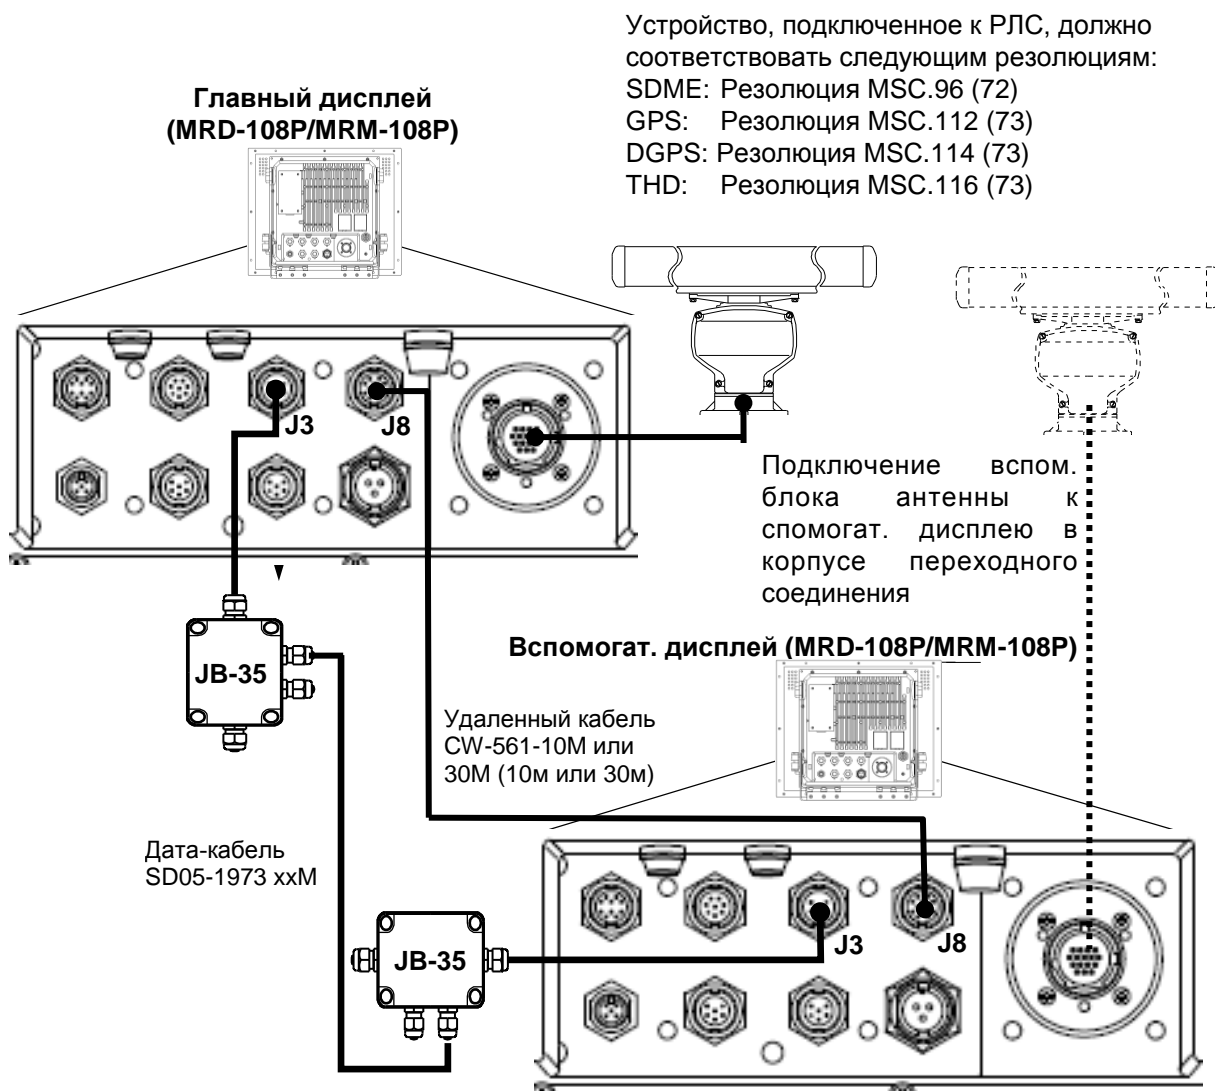 Устройство, подключенное к РЛС, должно
соответствовать следующим резолюциям:
SDME: Резолюция MSC.96 (72)
GPS: Резолюция MSC.112 (73)
DGPS: Резолюция MSC.114 (73)
THD: Резолюция MSC.116 (73)
Главный дисплей
(MRD-108P/MRM-108P)
J3
J8
Подключение вспом.
блока антенны к
спомогат. дисплею в
корпусе переходного
соединения
JB-35
Вспомогат. дисплей (MRD-108P/MRM-108P)
Удаленный кабель
CW-561-10M или
30M (10м или 30м)
Дата-кабель
SD05-1973 xxM
JB-35
J3
J8